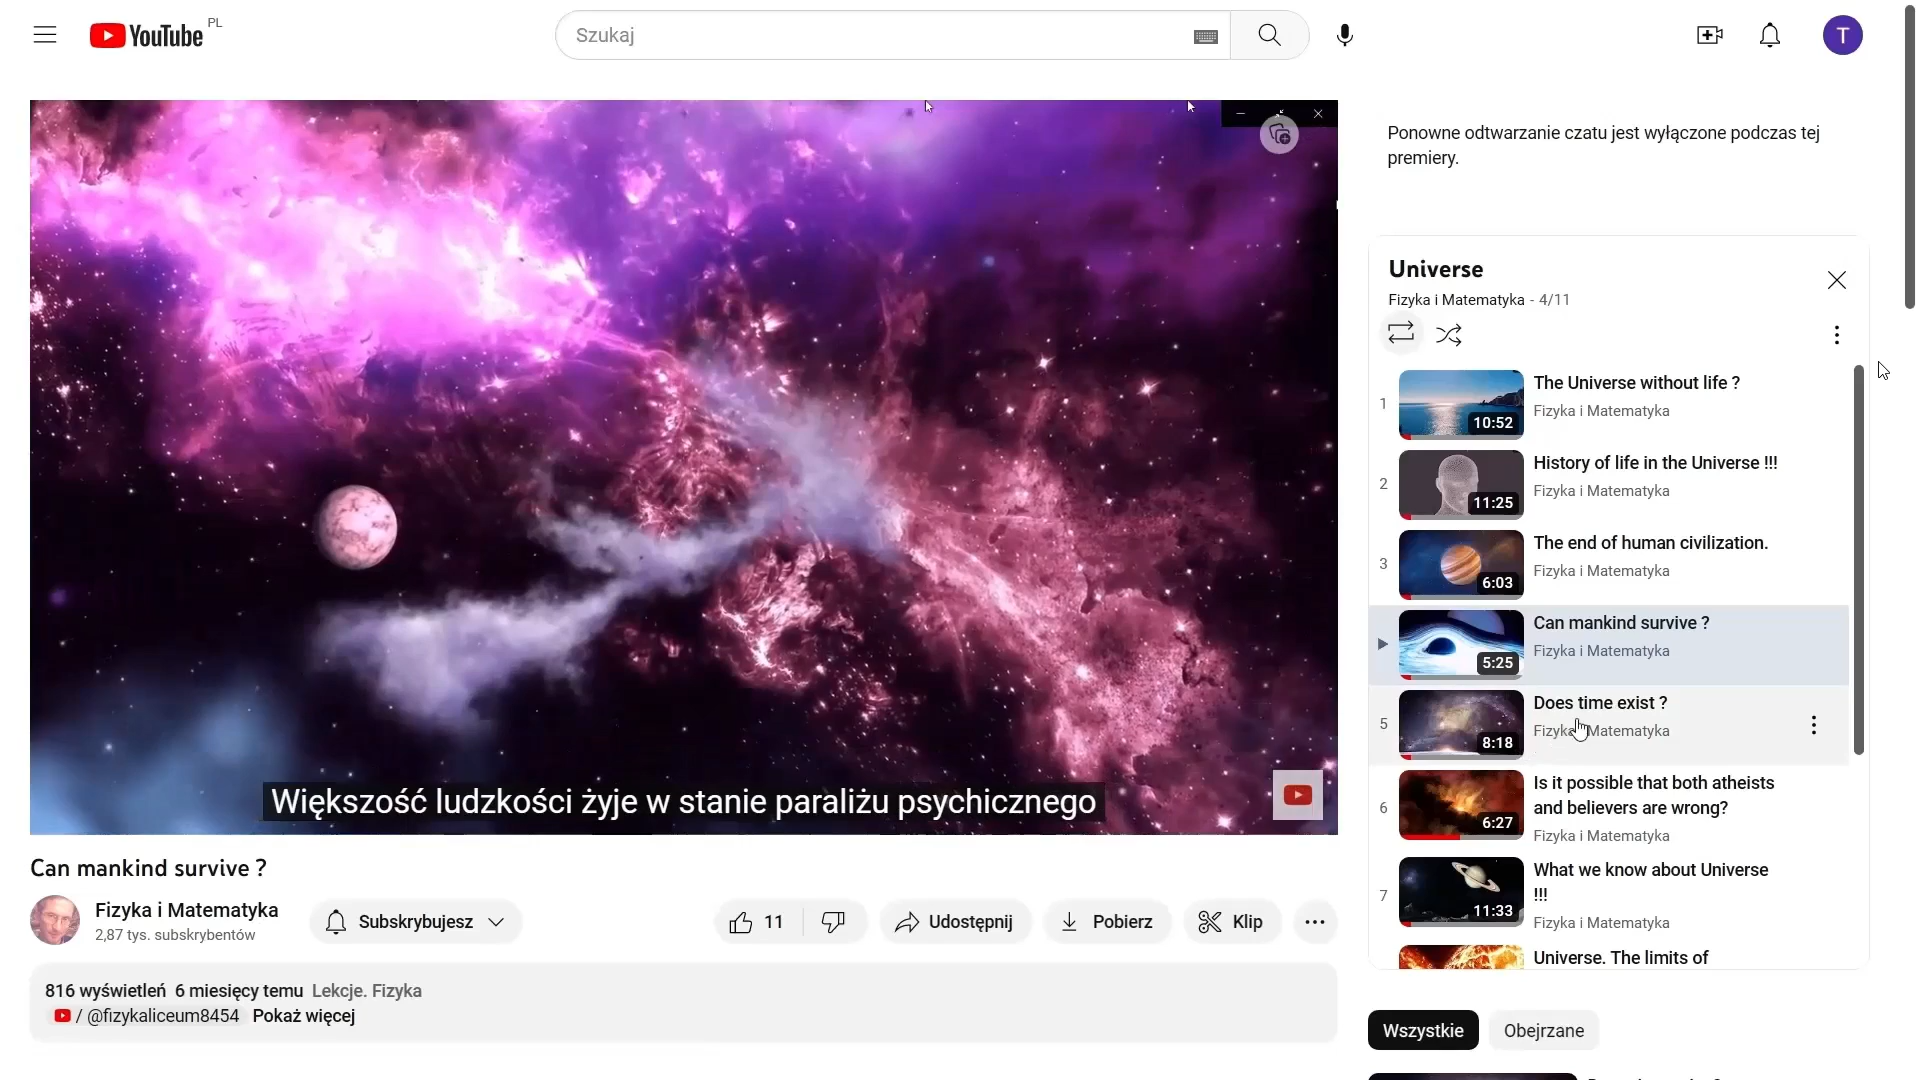 YouTube PL
Szukaj
T
Ponowne odtwarzanie czatu jest wyłączone podczas tej
premiery.
Universe
Fizyka i Matematyka - 4/11
1
10:52
The Universe without life ?
Fizyka i Matematyka
2
11:25
History of life in the Universe !!!
Fizyka i Matematyka
3
6:03
The end of human civilization.
Fizyka i Matematyka
5:25
Can mankind survive ?
Fizyka i Matematyka
5
8:18
Does time exist ?
Fizyka i Matematyka
6
6:27
Is it possible that both atheists
and believers are wrong?
Fizyka i Matematyka
7
11:33
What we know about Universe
!!!
Fizyka i Matematyka
Universe. The limits of
Większość ludzkości żyje w stanie paraliżu psychicznego
Can mankind survive ?
Fizyka i Matematyka
2,87 tys. subskrybentów
Subskrybujesz
11
Udostępnij
Pobierz
Klip
816 wyświetleń 6 miesięcy temu Lekcje. Fizyka
/ @fizykaliceum8454 Pokaż więcej
Wszystkie
Obejrzane